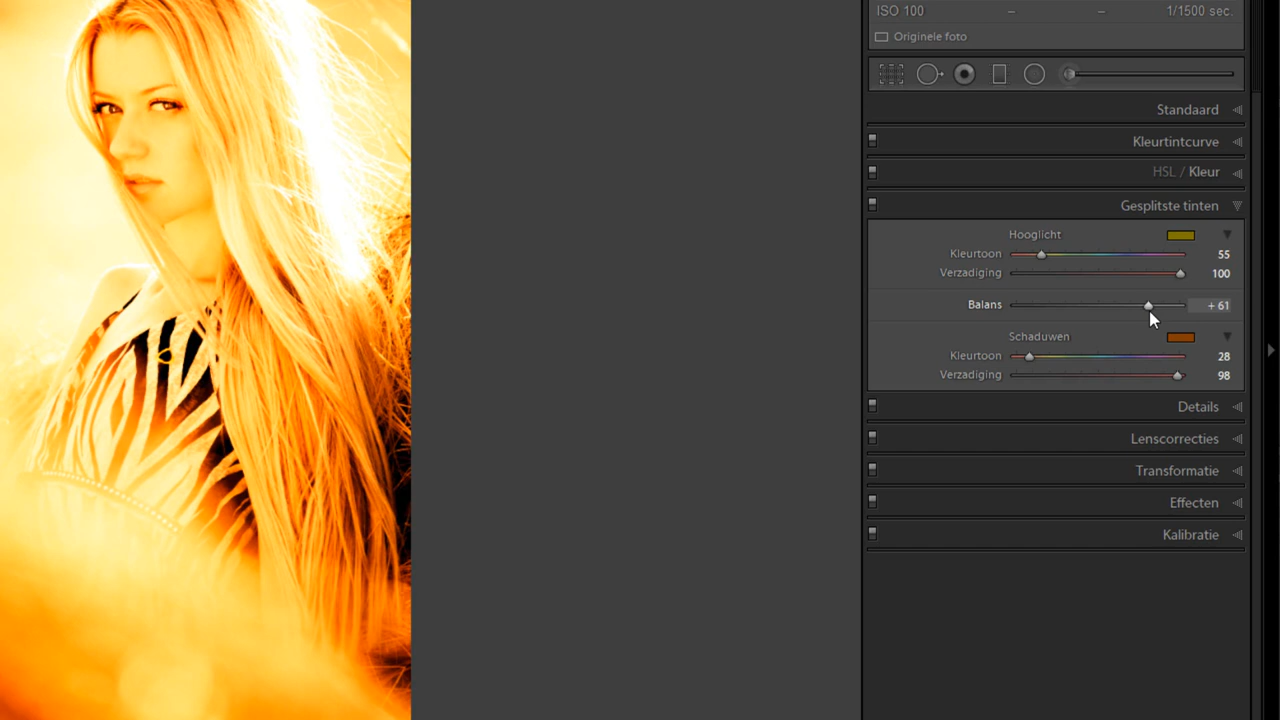 ISO 100 – – 1/1500 sec.
Originele foto
Standaard
Kleurtintcurve
HSL / Kleur
Gesplitste tinten
Hooglicht
Kleurtoon 55
Verzadiging 100
Balans + 61
Schaduwen
Kleurtoon 28
Verzadiging 98
Details
Lenscorrecties
Transformatie
Effecten
Kalibratie